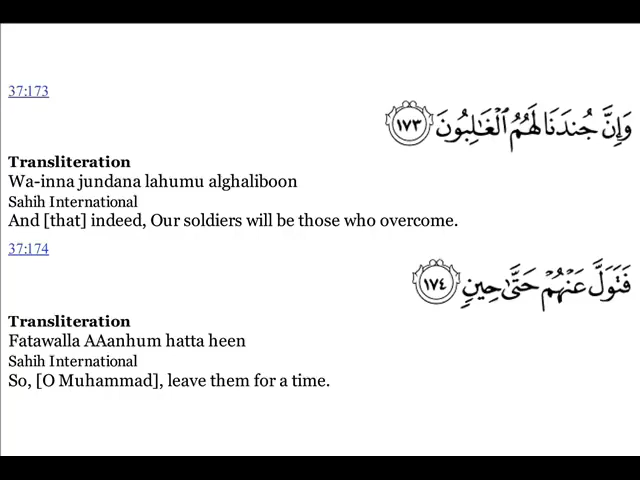 37:173
وَإِنَّ جُندَنَا لَهُمُ ٱلْغَـٰلِبُونَ ١٧٣
Transliteration
Wa-inna jundana lahumu alghaliboon
Sahih International
And [that] indeed, Our soldiers will be those who overcome.
37:174
فَتَوَلَّ عَنْهُمْ حَتَّىٰ حِينٍ ١٧٤
Transliteration
Fatawalla AAanhum hatta heen
Sahih International
So, [O Muhammad], leave them for a time.